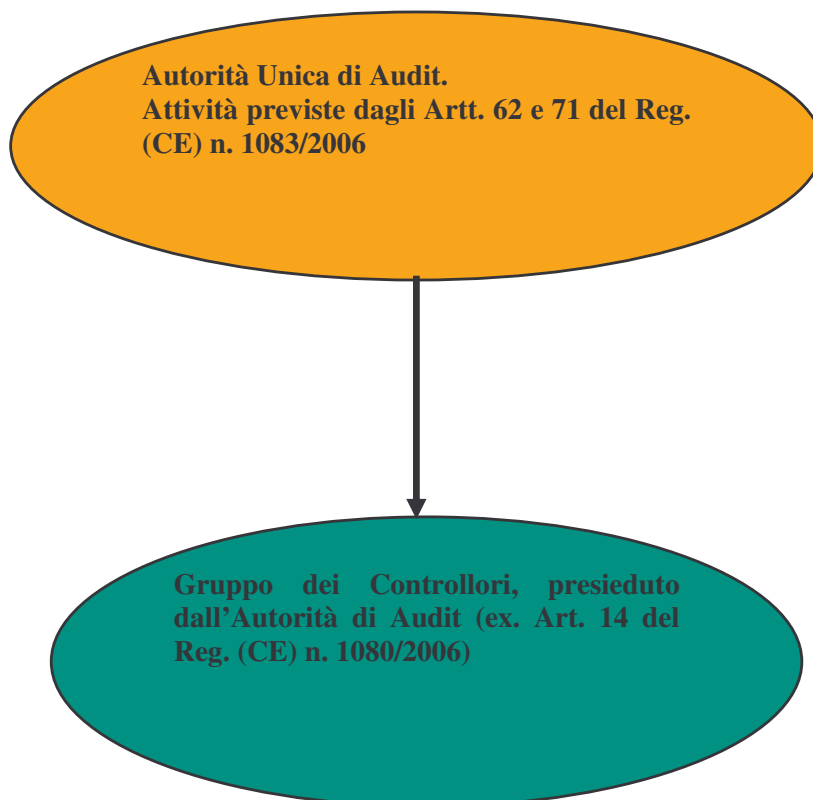 Autorità Unica di Audit.
Attività previste dagli Artt. 62 e 71 del Reg.
(CE) n. 1083/2006
Gruppo dei Controllori, presieduto
dall’Autorità di Audit (ex. Art. 14 del
Reg. (CE) n. 1080/2006)